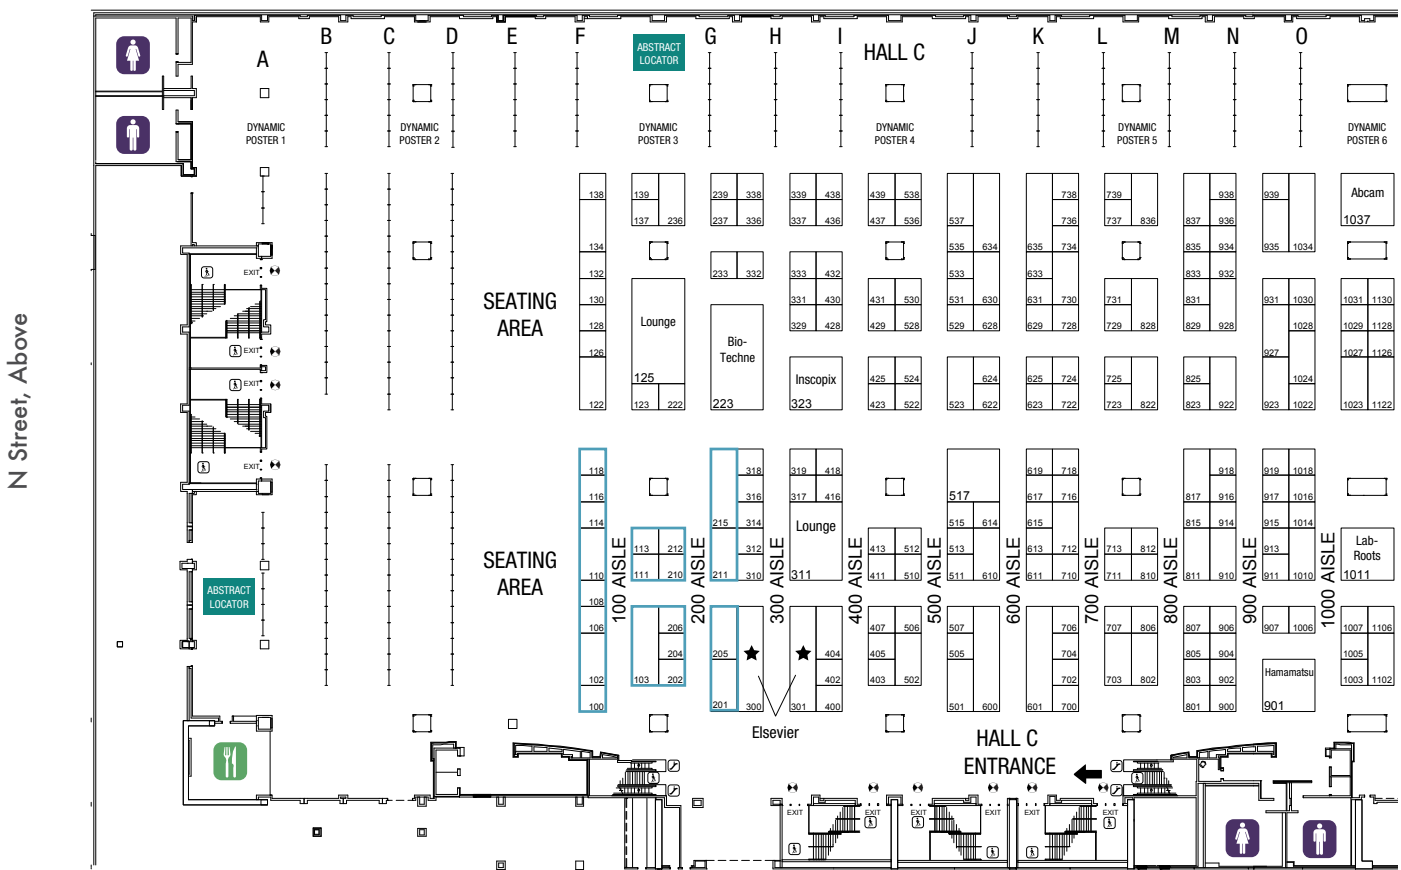 A
B
C
D
E
F
ABSTRACT
LOCATOR
G
H
I
HALL C
J
K
L
M
N
O
DYNAMIC
POSTER 1
DYNAMIC
POSTER 2
DYNAMIC
POSTER 3
DYNAMIC
POSTER 4
DYNAMIC
POSTER 5
DYNAMIC
POSTER 6
138 139 239 338 339 438 439 538 738 739 938 939
Abcam
1037
137 236 237 336 337 436 437 536 537 736 737 836 837 936
134 535 634 635 734 835 934 935 1034
EXIT
132 233 332 333 432 533 633 833 932
N Street, Above
SEATING
AREA
130 331 430 431 530 531 630 631 730 731 831 931 1030 1031 1130
Lounge
125
128 329 428 429 528 529 628 629 728 729 828 829 928 1028 1029 1128
Bio-
Techne
223
EXIT
126 927 1027 1126
Inscopix
323
EXIT
425 524 624 625 724 725 825 1024
122 123 222 423 522 523 622 623 722 723 822 823 922 923 1022 1023 1122
EXIT
118 318 319 418 619 718 918 919 1018
116 316 317 416 517 617 716 817 916 917 1016
114 215 314 515 614 615 815 914 915 1014
Lounge
311
SEATING
AREA
113 212 312 413 512 513 613 712 713 812 913
Lab-
Roots
1011
110 111 210 211 310 411 510 511 610 611 710 711 810 811 910 911 1010
100 AISLE
200 AISLE
300 AISLE
400 AISLE
500 AISLE
600 AISLE
700 AISLE
800 AISLE
900 AISLE
1000 AISLE
ABSTRACT
LOCATOR
108
106 206 407 506 507 706 707 806 807 906 907 1006 1007 1106
204 205 404 405 505 704 805 904 1005
102 103 202 402 403 502 702 703 802 803 902 1003 1102
Hamamatsu
901
100 201 300 301 400 501 600 601 700 801 900
Elsevier
HALL C
ENTRANCE
EXIT
EXIT
EXIT
EXIT
EXIT
EXIT